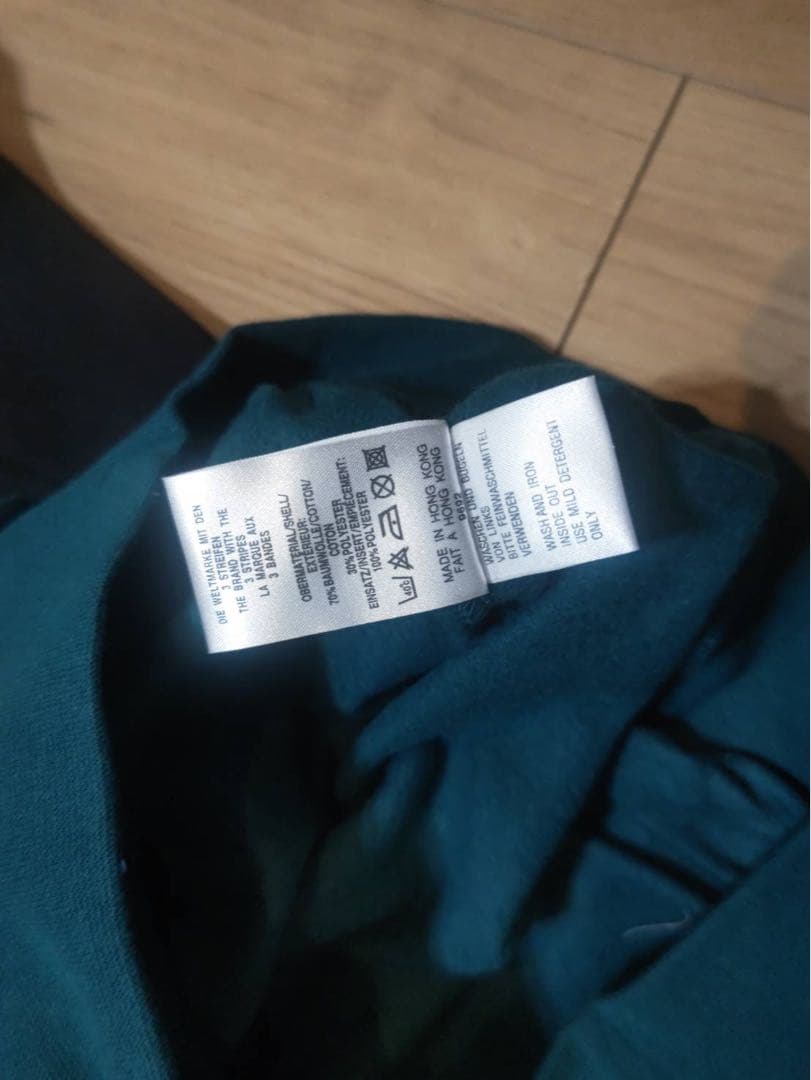 DIE WELTMARKE MIT DEN
3 STREIFEN
THE BRAND WITH THE
3 STRIPES
LA MARQUE AUX
3 BANDES
OBERMATERIAL/SHELL/
EXTÉRIEUR:
70% BAUMWOLLE/COTTON/
COTON
30% POLYESTER
EINSATZ/INSERT/EMPIECEMENT:
100% POLYESTER
40C
MADE IN HONG KONG
FAIT A HONG KONG
WASCHEN UND BÜGELN
VON LINKS
BITTE FEINWASCHMITTEL
VERWENDEN
WASH AND IRON
INSIDE OUT
USE MILD DETERGENT
ONLY